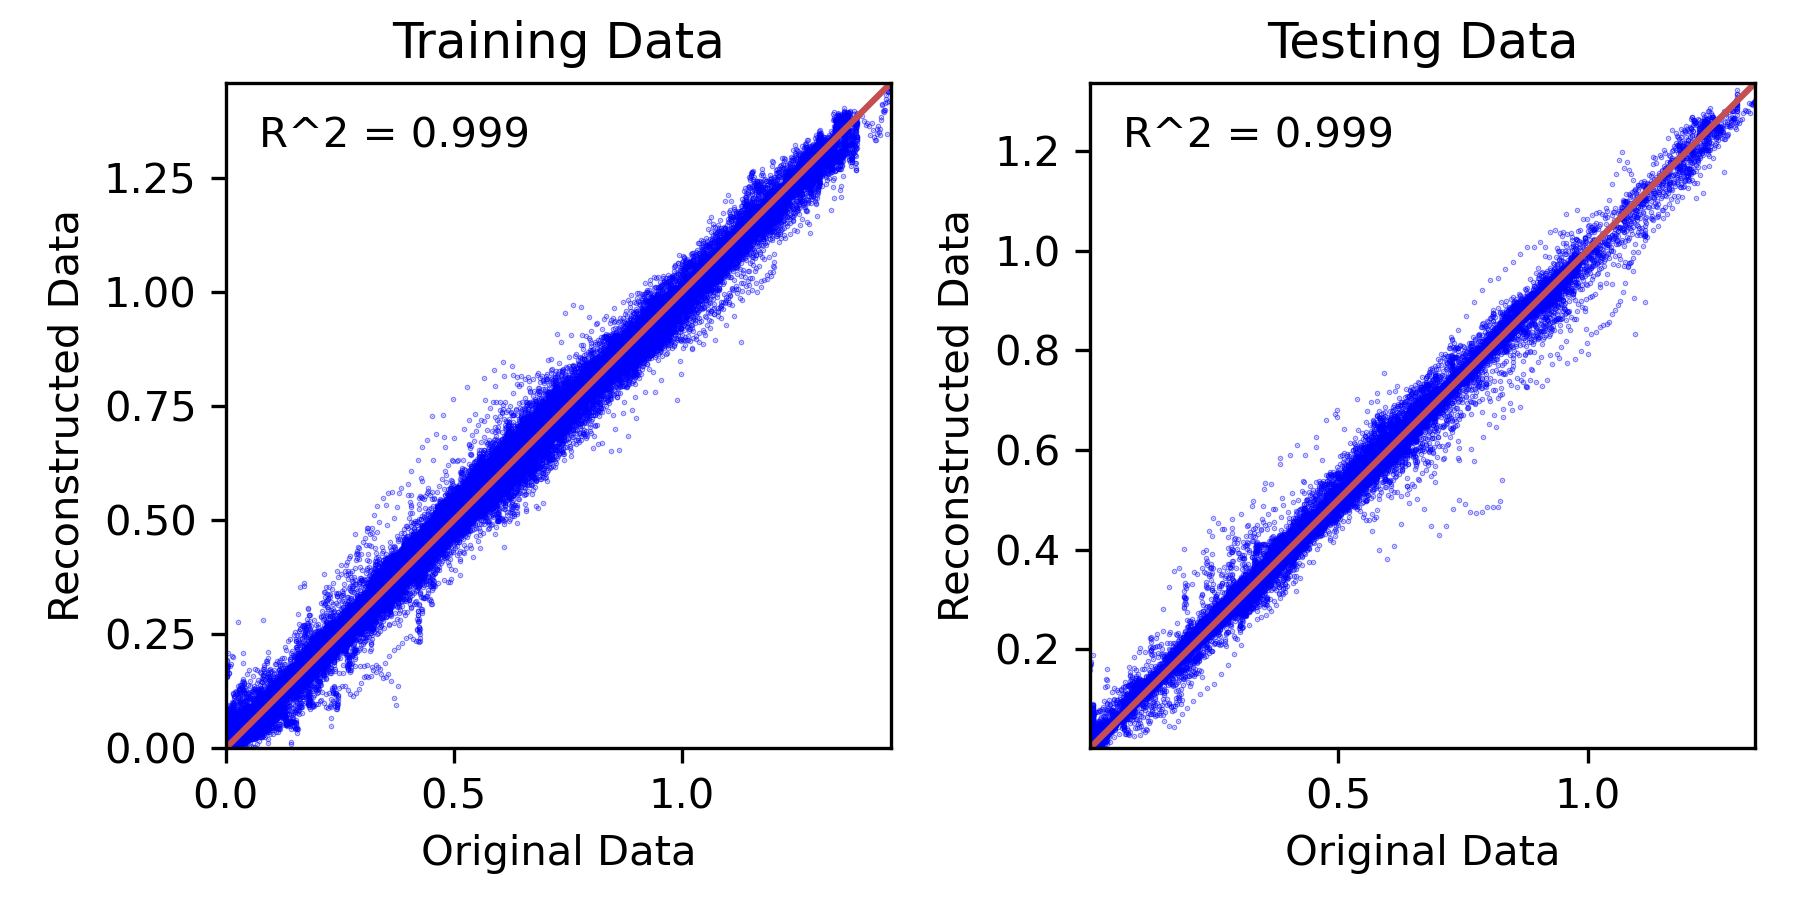 Training Data
R^2 = 0.999
Reconstructed Data
1.25
1.00
0.75
0.50
0.25
0.00
0.0 0.5 1.0
Original Data
Testing Data
R^2 = 0.999
Reconstructed Data
1.2
1.0
0.8
0.6
0.4
0.2
0.5 1.0
Original Data